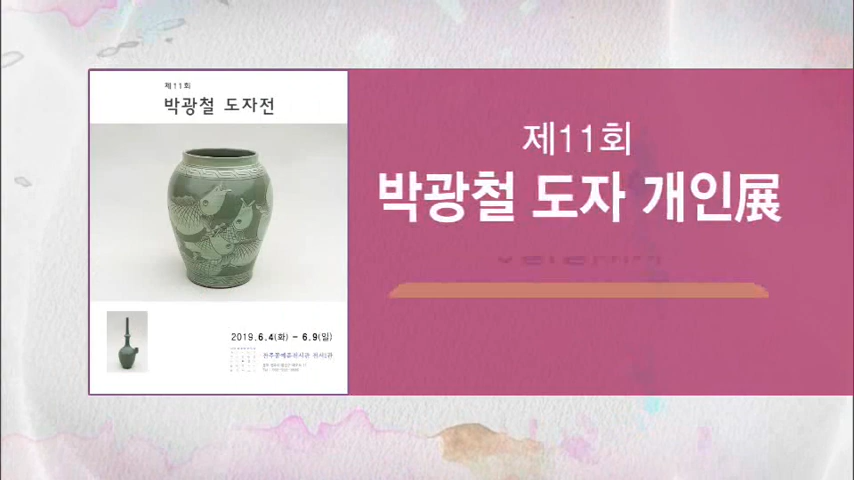 제11회
박광철 도자전
2019.6.4(화) - 6.9(일)
제11회
박광철 도자 개인展